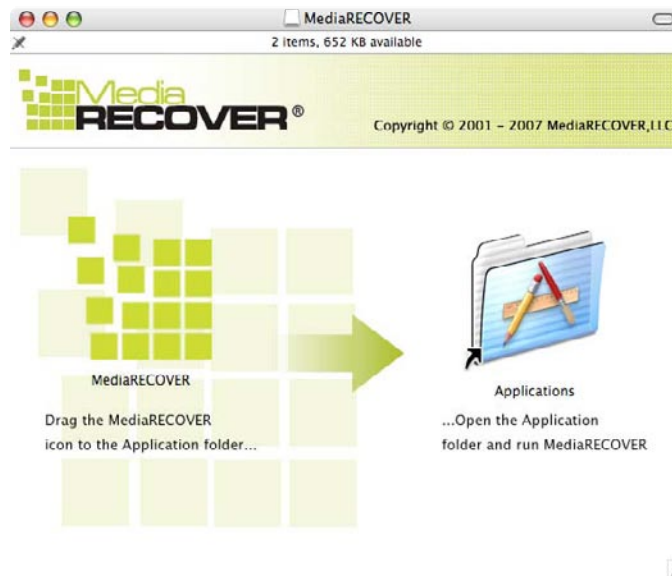 MediaRECOVER
2 items, 652 KB available
Media
RECOVER®
Copyright © 2001 – 2007 MediaRECOVER,LLC
MediaRECOVER
Applications
Drag the MediaRECOVER
icon to the Application folder...
...Open the Application
folder and run MediaRECOVER